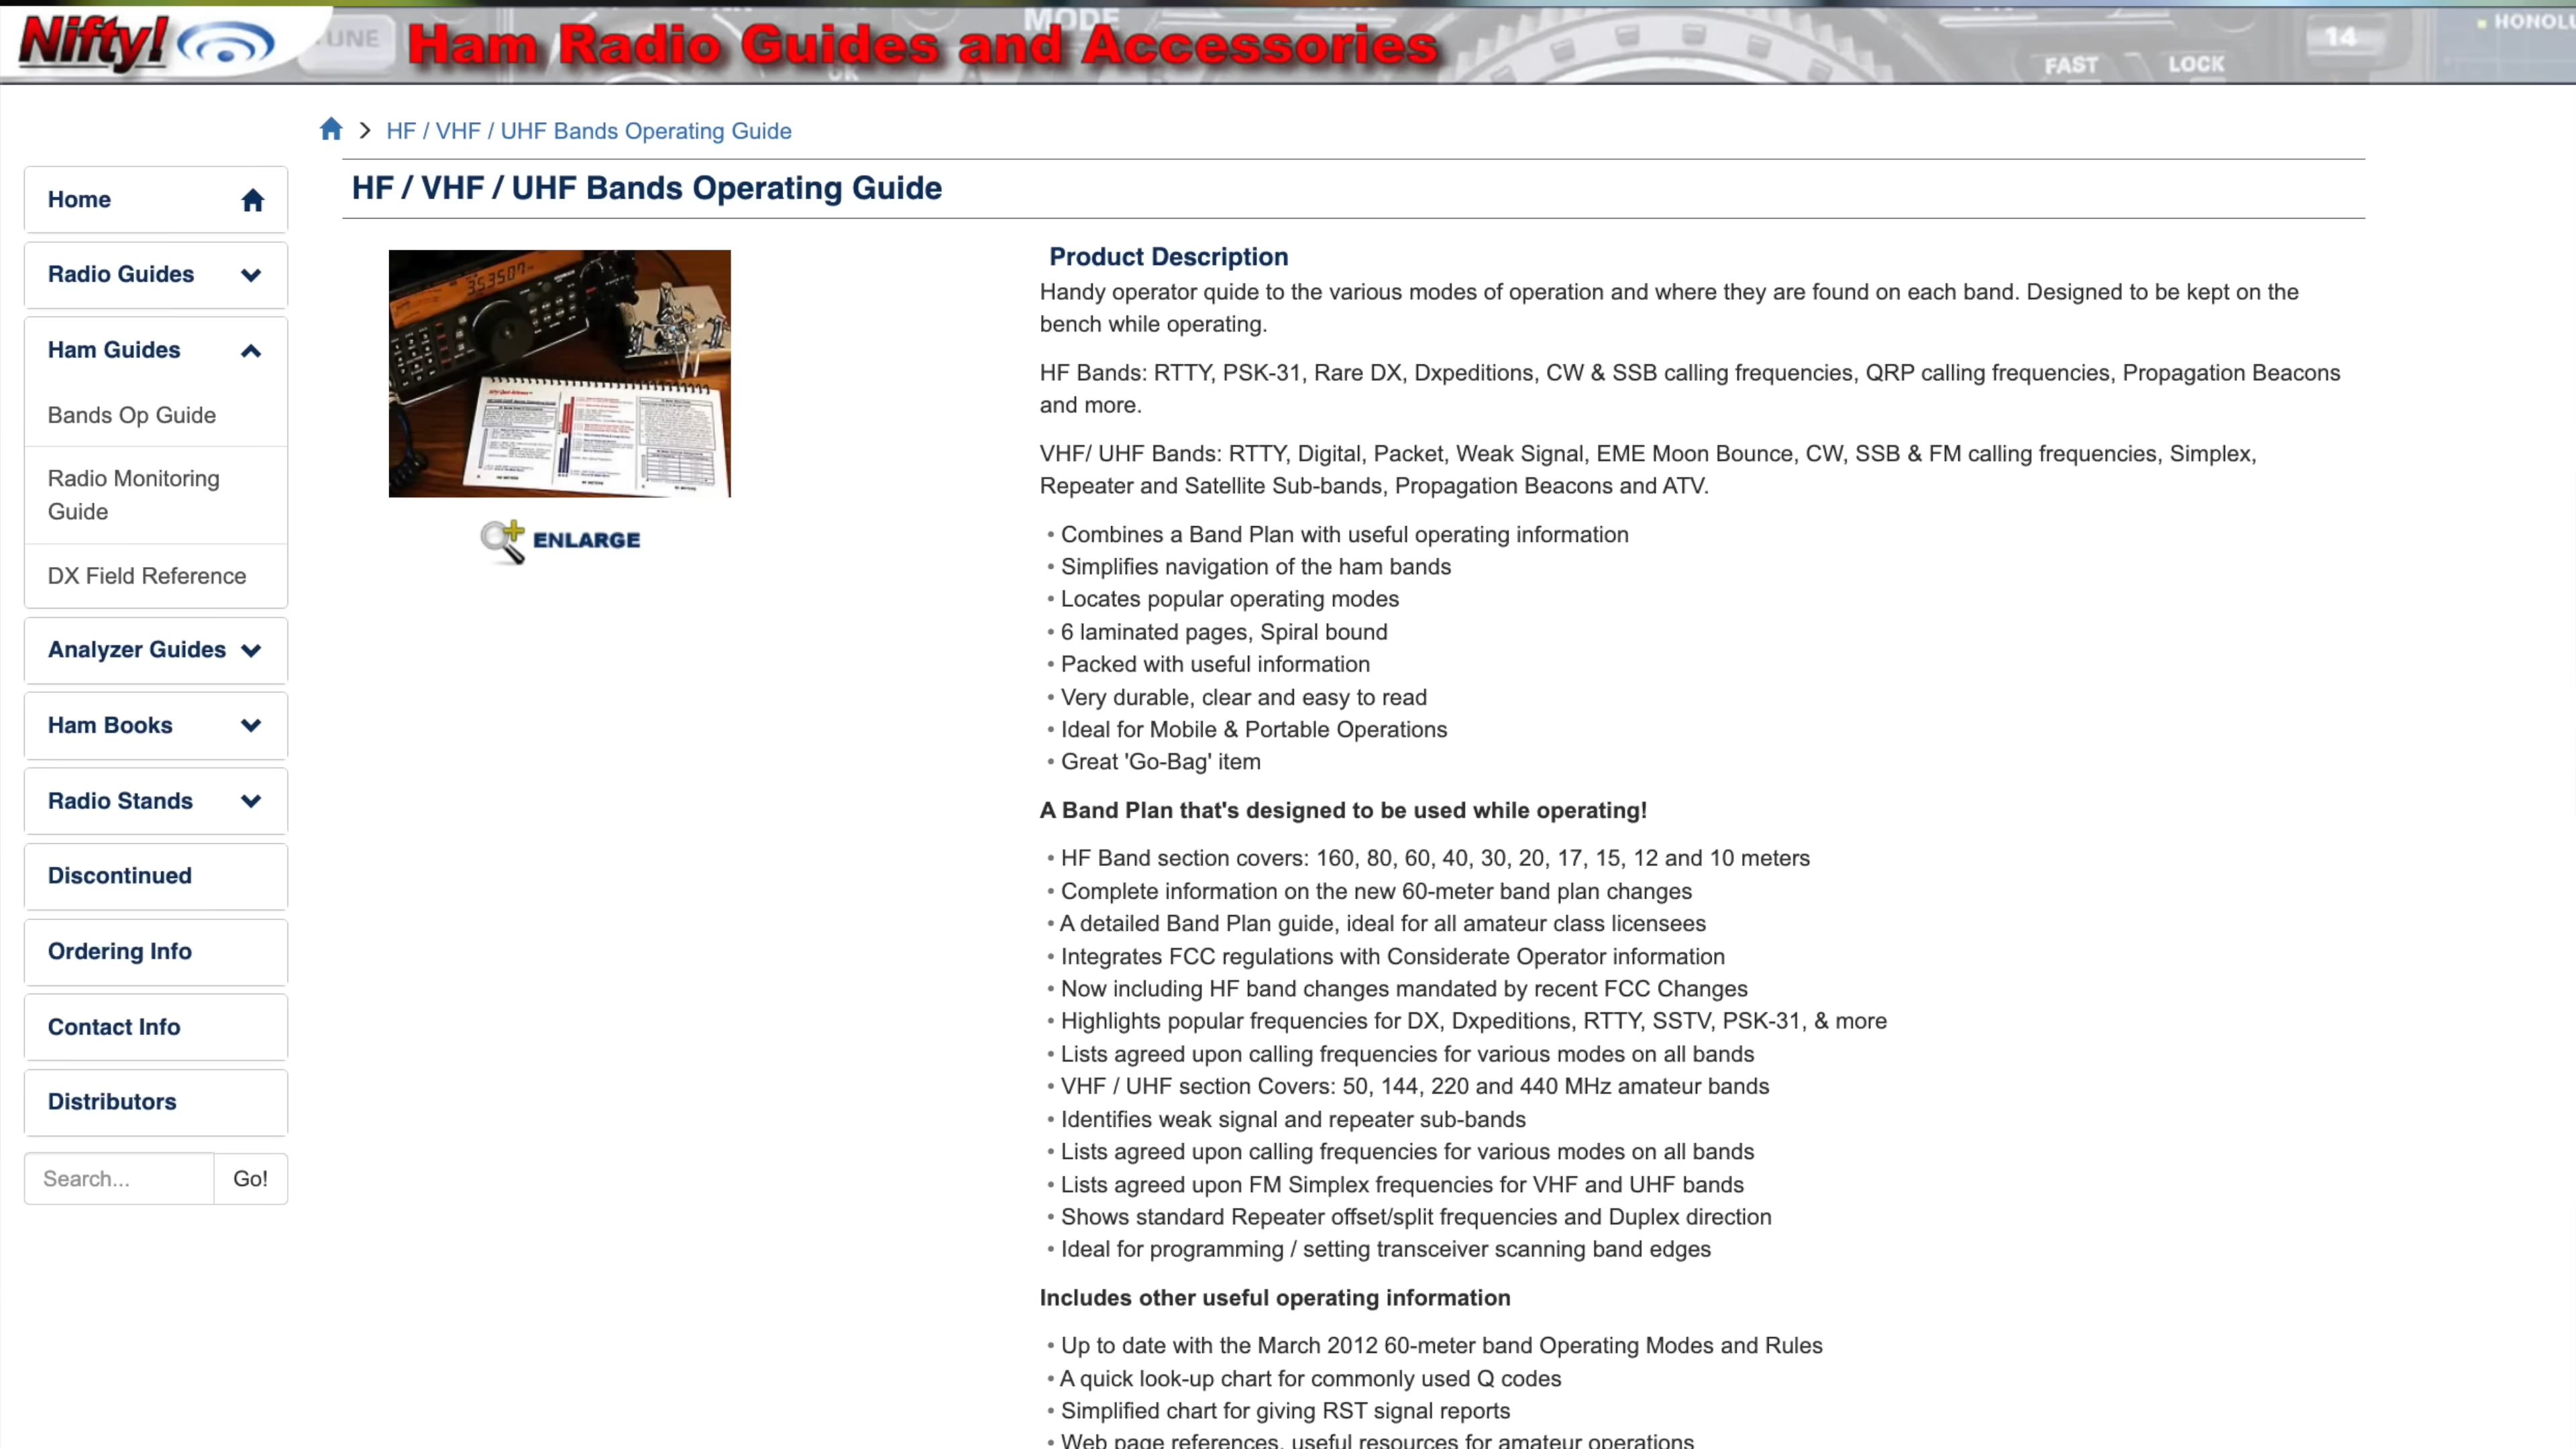 Nifty!
TUNE
MODE
Ham Radio Guides and Accessories
FAST
LOCK
14
HONOLU
HF / VHF / UHF Bands Operating Guide
HF / VHF / UHF Bands Operating Guide
Home
Radio Guides
Ham Guides
Bands Op Guide
Radio Monitoring
Guide
DX Field Reference
Analyzer Guides
Ham Books
Radio Stands
Discontinued
Ordering Info
Contact Info
Distributors
Search...
Go!
353507
ENLARGE
Product Description
Handy operator quide to the various modes of operation and where they are found on each band. Designed to be kept on the
bench while operating.
HF Bands: RTTY, PSK-31, Rare DX, Dxpeditions, CW & SSB calling frequencies, QRP calling frequencies, Propagation Beacons
and more.
VHF/ UHF Bands: RTTY, Digital, Packet, Weak Signal, EME Moon Bounce, CW, SSB & FM calling frequencies, Simplex,
Repeater and Satellite Sub-bands, Propagation Beacons and ATV.
• Combines a Band Plan with useful operating information
• Simplifies navigation of the ham bands
• Locates popular operating modes
• 6 laminated pages, Spiral bound
• Packed with useful information
• Very durable, clear and easy to read
• Ideal for Mobile & Portable Operations
• Great 'Go-Bag' item
A Band Plan that's designed to be used while operating!
• HF Band section covers: 160, 80, 60, 40, 30, 20, 17, 15, 12 and 10 meters
• Complete information on the new 60-meter band plan changes
• A detailed Band Plan guide, ideal for all amateur class licensees
• Integrates FCC regulations with Considerate Operator information
• Now including HF band changes mandated by recent FCC Changes
• Highlights popular frequencies for DX, Dxpeditions, RTTY, SSTV, PSK-31, & more
• Lists agreed upon calling frequencies for various modes on all bands
• VHF / UHF section Covers: 50, 144, 220 and 440 MHz amateur bands
• Identifies weak signal and repeater sub-bands
• Lists agreed upon calling frequencies for various modes on all bands
• Lists agreed upon FM Simplex frequencies for VHF and UHF bands
• Shows standard Repeater offset/split frequencies and Duplex direction
• Ideal for programming / setting transceiver scanning band edges
Includes other useful operating information
• Up to date with the March 2012 60-meter band Operating Modes and Rules
• A quick look-up chart for commonly used Q codes
• Simplified chart for giving RST signal reports
• Web page references, useful resources for amateur operations